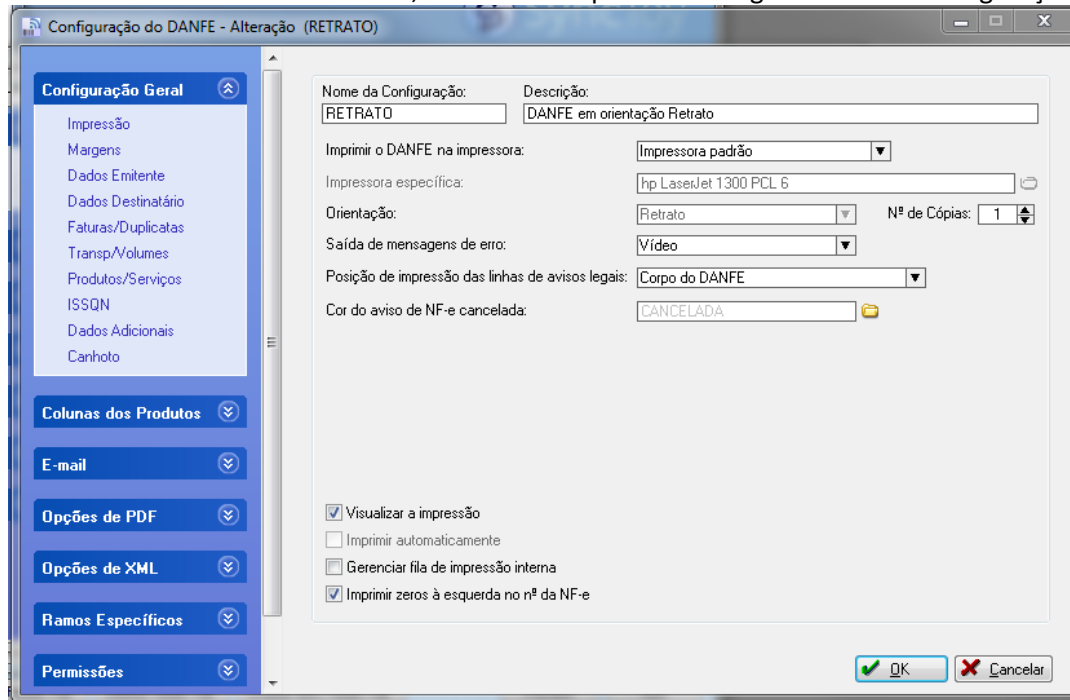 Configuração do DANFE - Alteração (RETRATO)
Configuração Geral
Impressão
Margens
Dados Emitente
Dados Destinatário
Faturas/Duplicatas
Transp/Volumes
Produtos/Serviços
ISSQN
Dados Adicionais
Canhoto
Colunas dos Produtos
E-mail
Opções de PDF
Opções de XML
Ramos Específicos
Permissões
Nome da Configuração: Descrição:
RETRATO DANFE em orientação Retrato
Imprimir o DANFE na impressora: Impressora padrão
Impressora específica: hp LaserJet 1300 PCL 6
Orientação: Retrato Nº de Cópias: 1
Saída de mensagens de erro: Vídeo
Posição de impressão das linhas de avisos legais: Corpo do DANFE
Cor do aviso de NF-e cancelada: CANCELADA
Visualizar a impressão
Imprimir automaticamente
Gerenciar fila de impressão interna
Imprimir zeros à esquerda no nº da NF-e
OK Cancelar